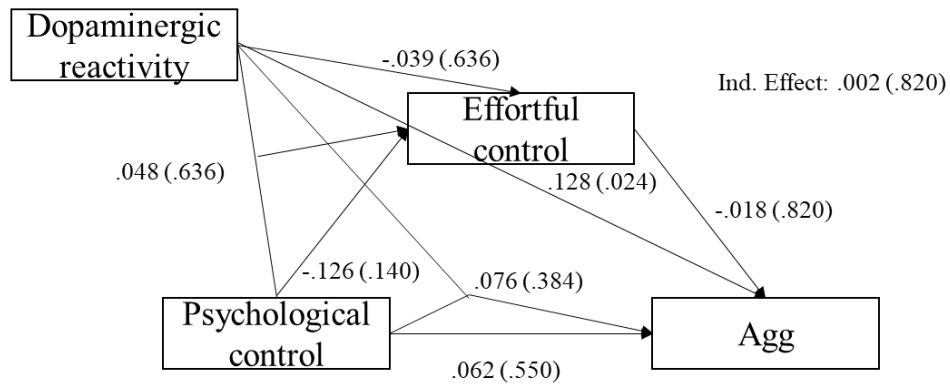 Dopaminergic
reactivity
-.039 (.636)
Ind. Effect: .002 (.820)
Effortful
control
.048 (.636)
.128 (.024)
-.018 (.820)
-.126 (.140)
.076 (.384)
Psychological
control
Agg
.062 (.550)